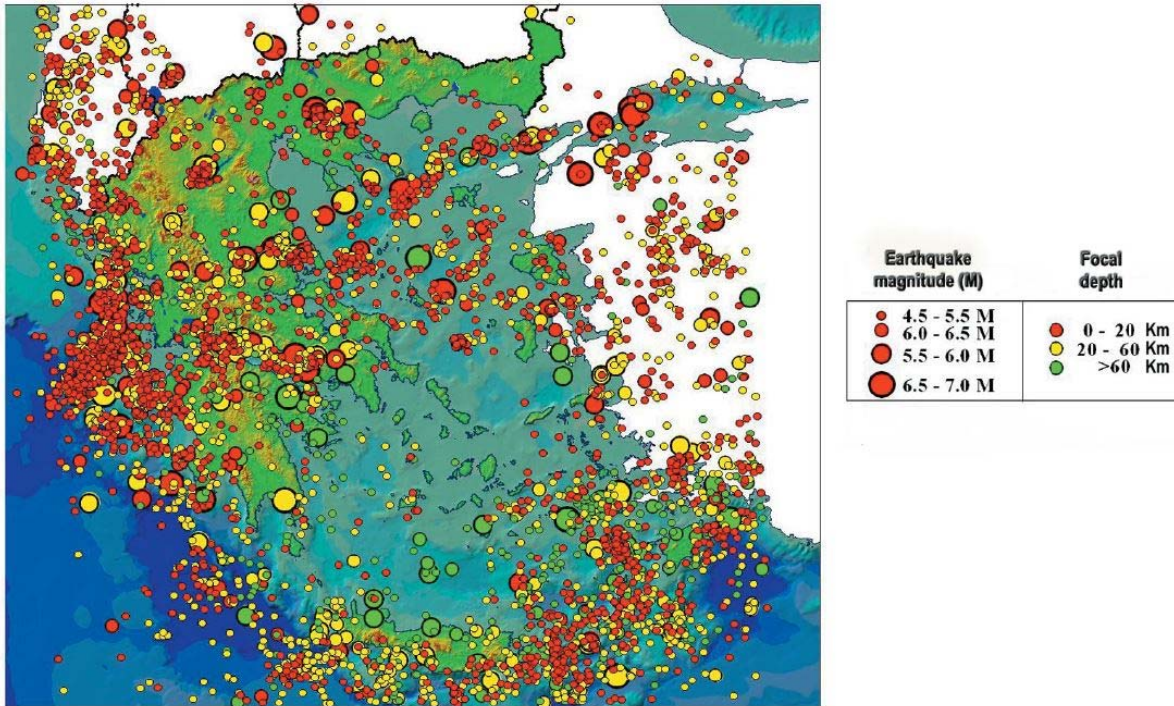 Earthquake
magnitude (M)
4.5 - 5.5 M
6.0 - 6.5 M
5.5 - 6.0 M
6.5 - 7.0 M
Focal
depth
0 - 20 Km
20 - 60 Km
>60 Km